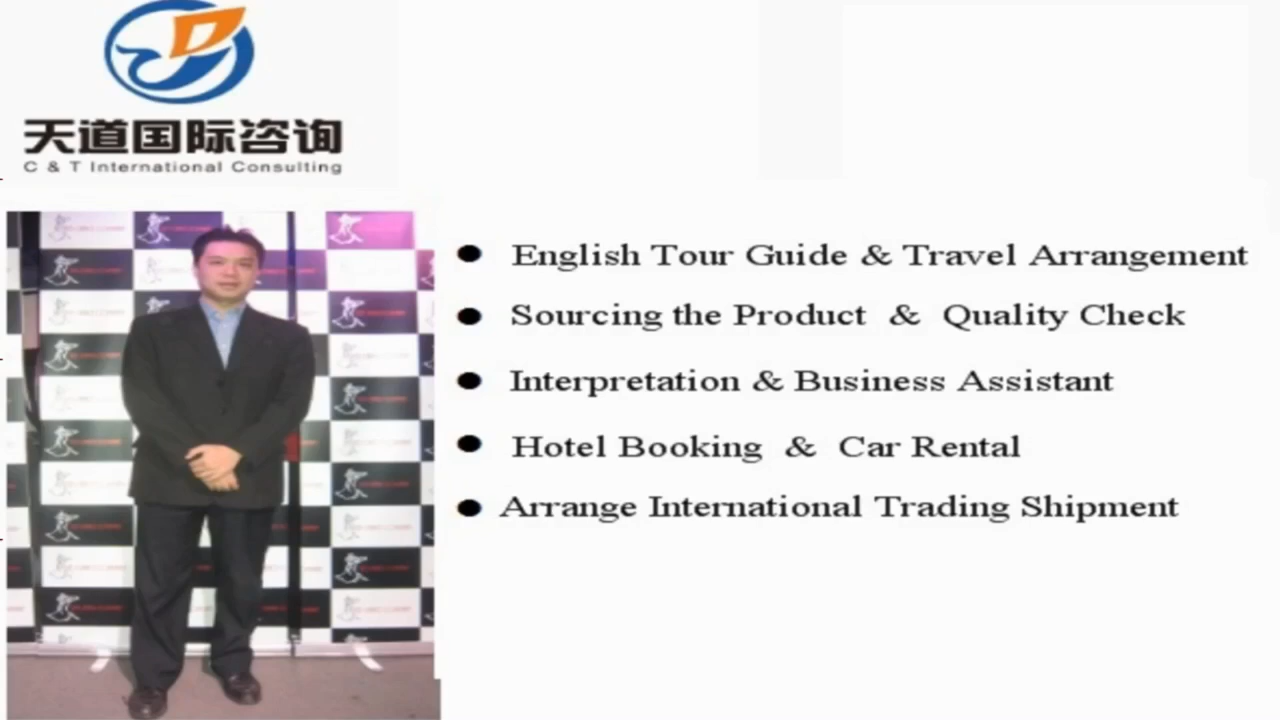 天道国际咨询
C & T International Consulting
English Tour Guide & Travel Arrangement
Sourcing the Product & Quality Check
Interpretation & Business Assistant
Hotel Booking & Car Rental
Arrange International Trading Shipment